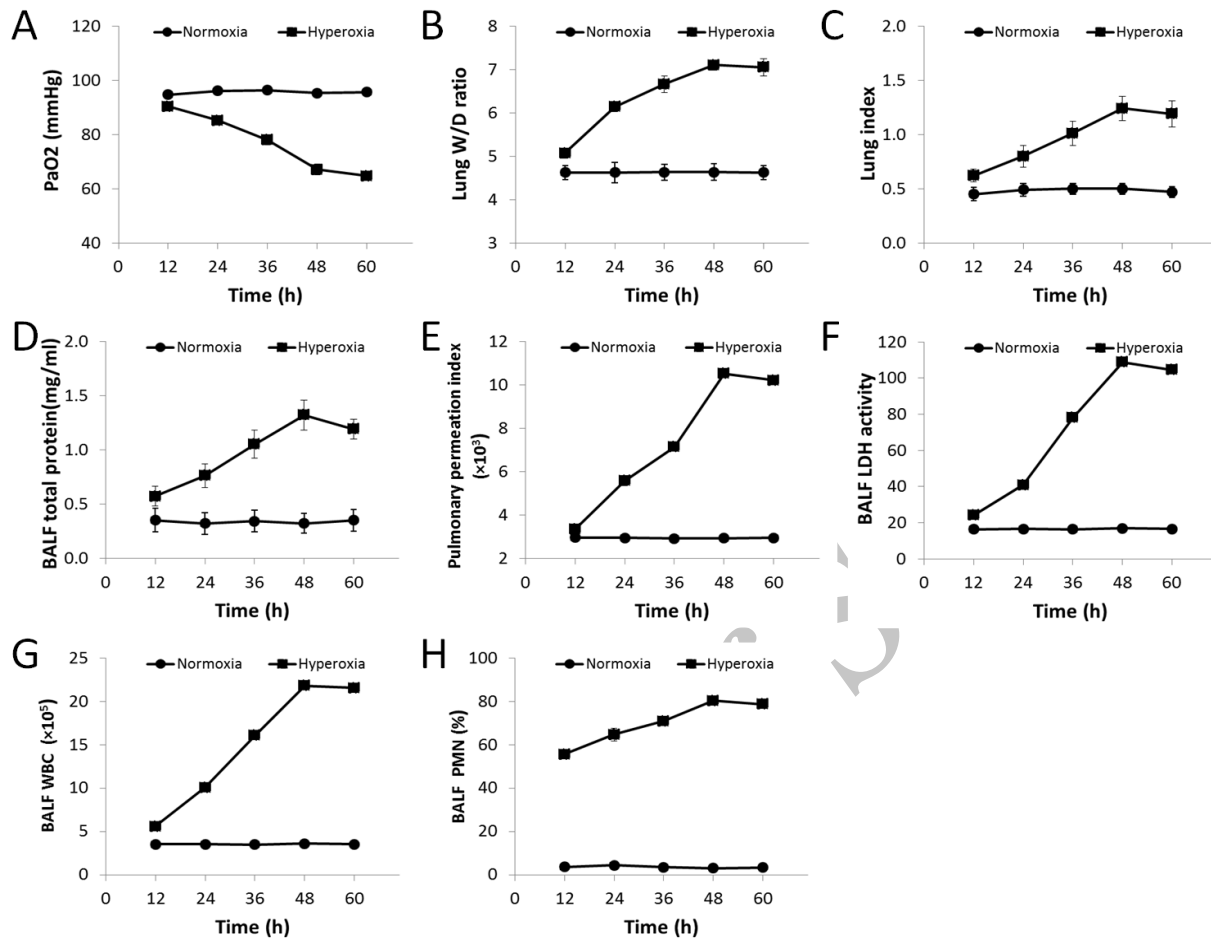 A
Normoxia Hyperoxia
120
100
80
60
40
PaO2 (mmHg)
0 12 24 36 48 60
Time (h)
B
Normoxia Hyperoxia
8
7
6
5
4
3
Lung W/D ratio
0 12 24 36 48 60
Time (h)
C
Normoxia Hyperoxia
2.0
1.5
1.0
0.5
0.0
Lung index
0 12 24 36 48 60
Time (h)
D
Normoxia Hyperoxia
2.0
1.5
1.0
0.5
0.0
BALF total protein(mg/ml)
0 12 24 36 48 60
Time (h)
E
Normoxia Hyperoxia
12
10
8
6
4
2
Pulmonary permeation index
(×10³)
0 12 24 36 48 60
Time (h)
F
Normoxia Hyperoxia
120
100
80
60
40
20
0
BALF LDH activity
0 12 24 36 48 60
Time (h)
G
Normoxia Hyperoxia
25
20
15
10
5
0
BALF WBC (×10⁵)
0 12 24 36 48 60
Time (h)
H
Normoxia Hyperoxia
100
80
60
40
20
0
BALF PMN (%)
0 12 24 36 48 60
Time (h)